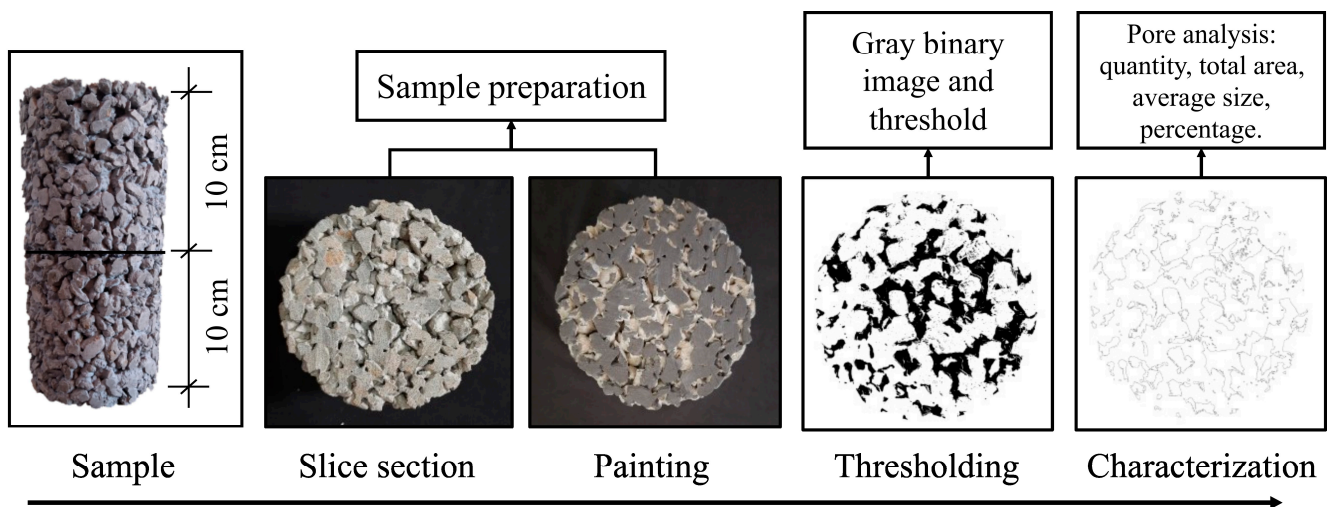 Sample preparation
Gray binary
image and
threshold
Pore analysis:
quantity, total area,
average size,
percentage.
10 cm
10 cm
Sample
Slice section
Painting
Thresholding
Characterization